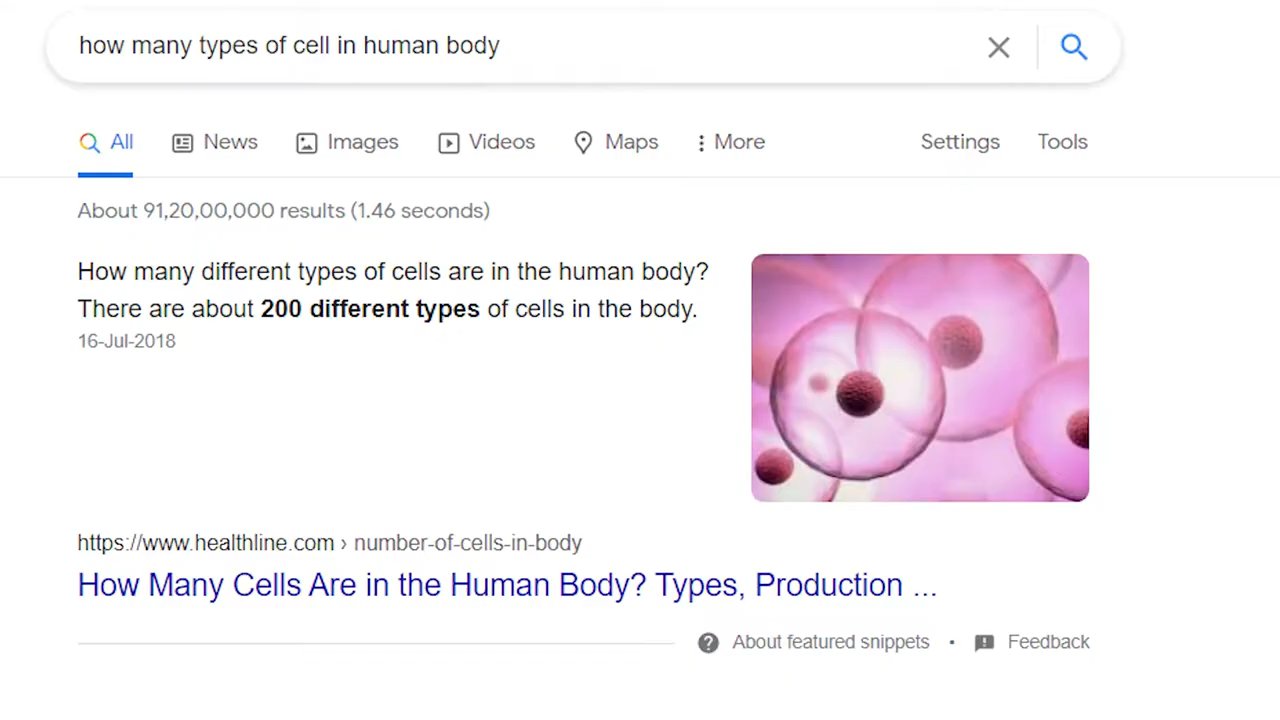 how many types of cell in human body
All News Images Videos Maps More Settings Tools
About 91,20,00,000 results (1.46 seconds)
How many different types of cells are in the human body?
There are about 200 different types of cells in the body.
16-Jul-2018
https://www.healthline.com › number-of-cells-in-body
How Many Cells Are in the Human Body? Types, Production ...
About featured snippets • Feedback